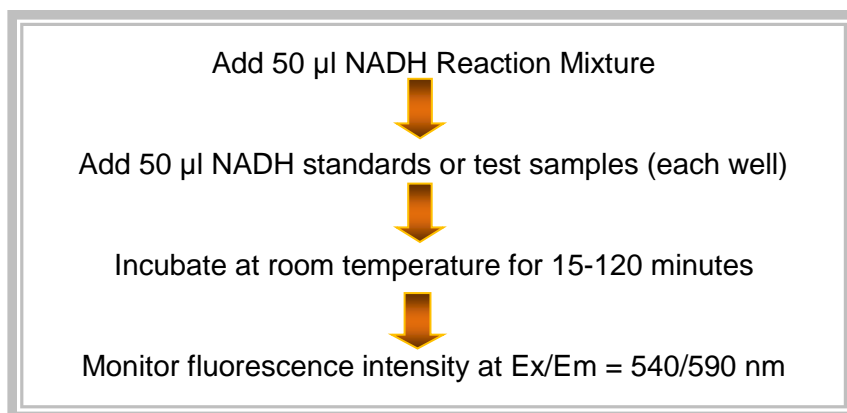 Add 50 µl NADH Reaction Mixture
Add 50 µl NADH standards or test samples (each well)
Incubate at room temperature for 15-120 minutes
Monitor fluorescence intensity at Ex/Em = 540/590 nm